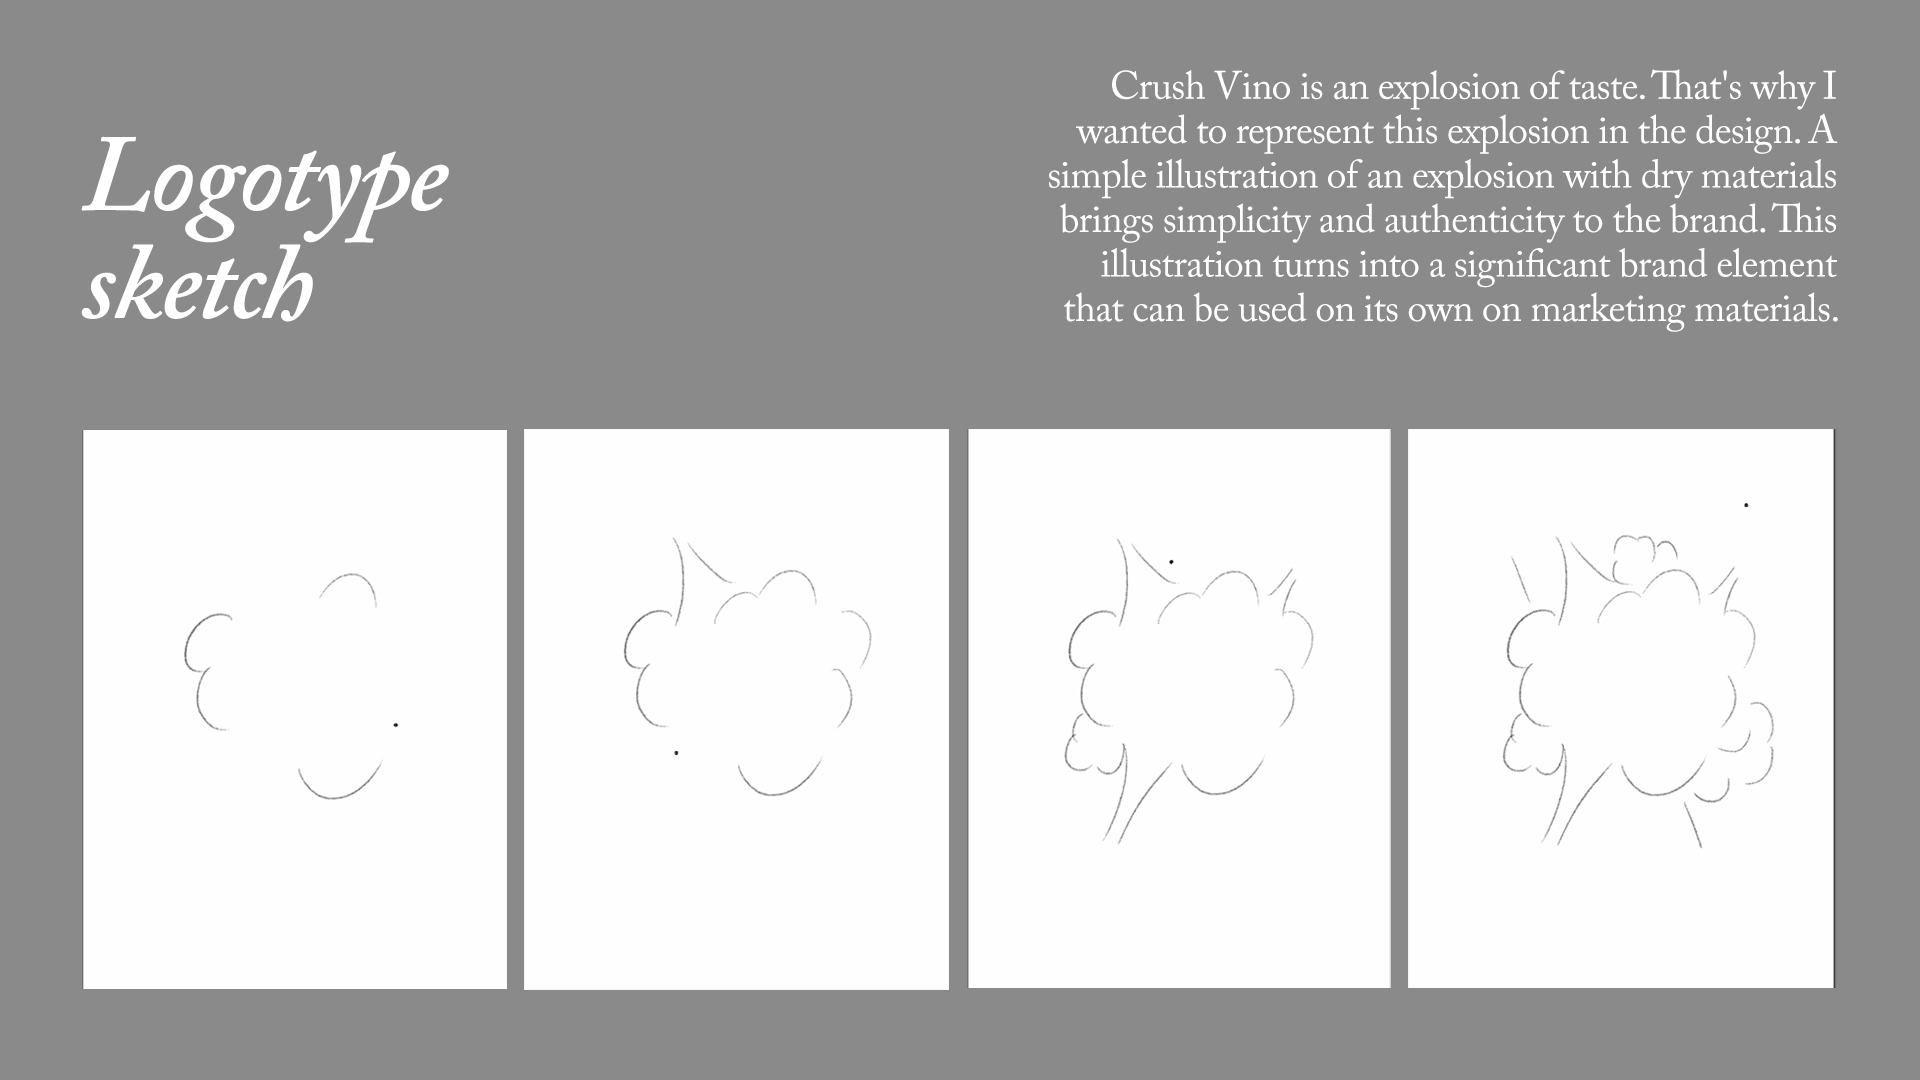 Logotype
sketch
Crush Vino is an explosion of taste. That's why I
wanted to represent this explosion in the design. A
simple illustration of an explosion with dry materials
brings simplicity and authenticity to the brand. This
illustration turns into a significant brand element
that can be used on its own on marketing materials.